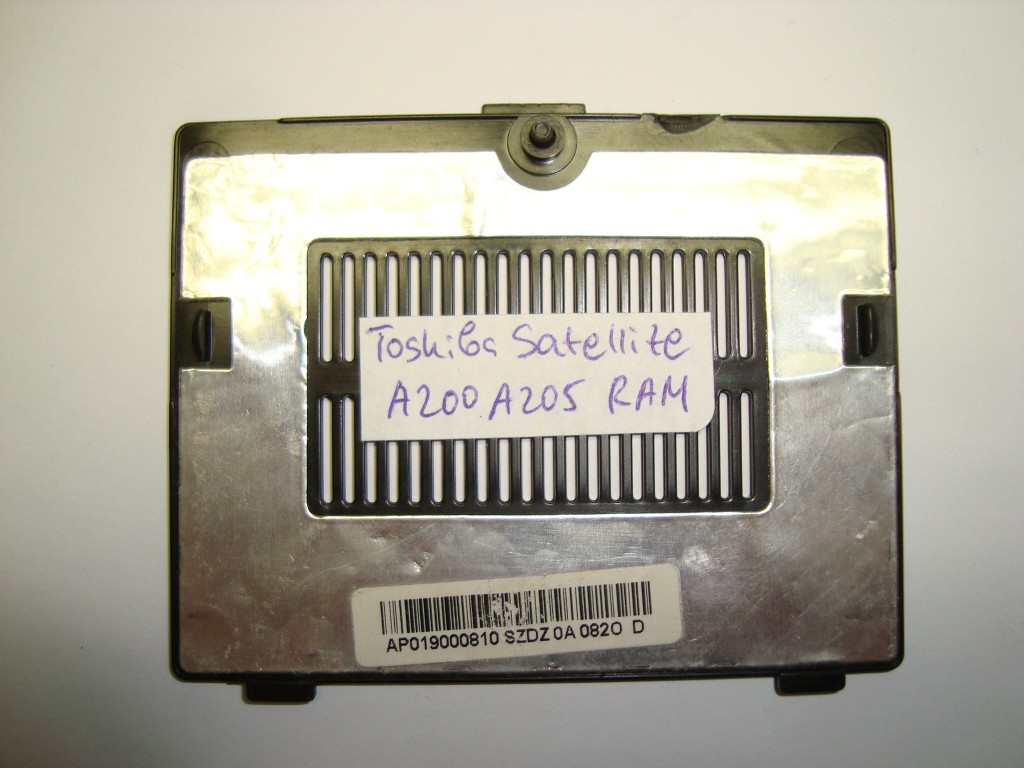 Toshiba Satellite
A200 A205 RAM
AP019000810 SZDZ 0A 082O D